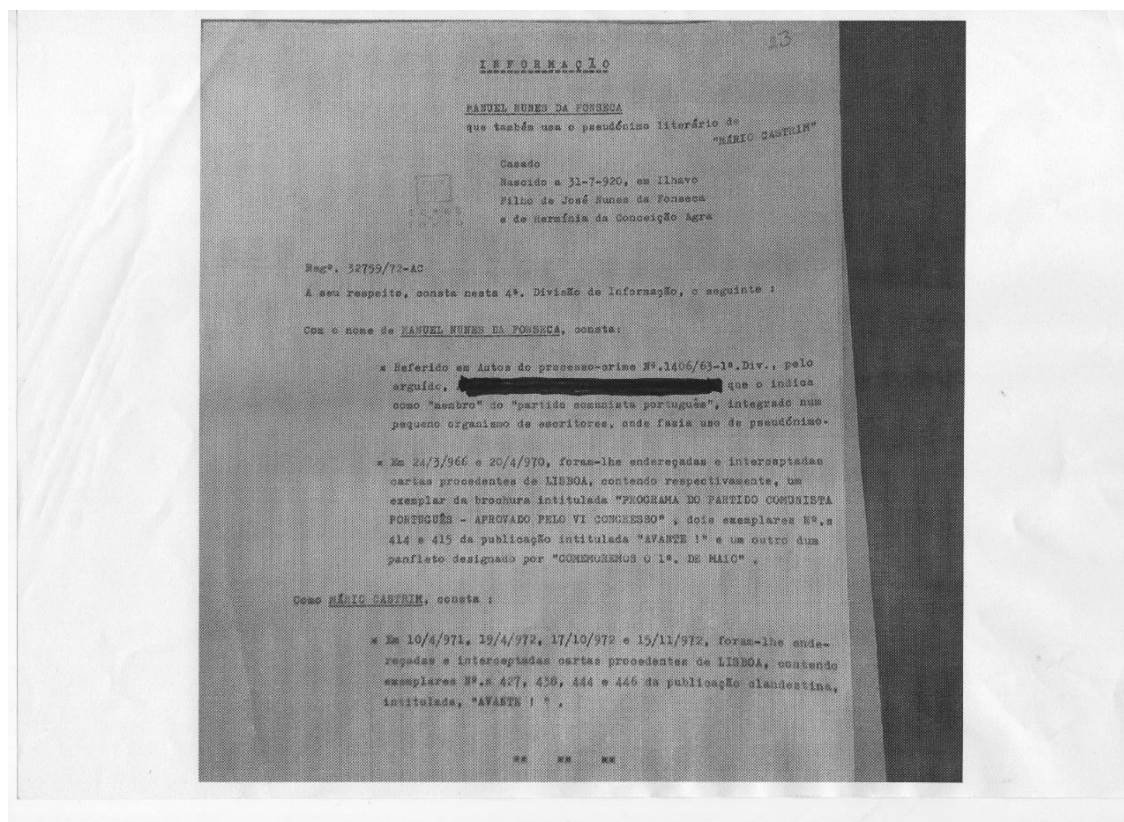 23
INFORMAÇÃO
MANUEL NUNES DA FONSECA
que também usa o pseudónimo literário de
"MÁRIO CASTRIM"
Casado
Nascido a 31-7-920, em Ilhavo
Filho de José Nunes da Fonseca
e de Hermínia da Conceição Agra
Regº. 32759/72-AC
A seu respeito, consta nesta 4ª. Divisão de Informação, o seguinte :
Com o nome de MANUEL NUNES DA FONSECA, consta:
* Referido em Autos do processo-crime Nº.1406/63-1ª.Div., pelo
arguido, que o indica
como "membro" do "partido comunista português", integrado num
pequeno organismo de escritores, onde fazia uso de pseudónimo.
* Em 24/3/966 e 20/4/970, foram-lhe endereçadas e interceptadas
cartas procedentes de LISBOA, contendo respectivamente, um
exemplar da brochura intitulada "PROGRAMA DO PARTIDO COMUNISTA
PORTUGUÊS - APROVADO PELO VI CONGRESSO" , dois exemplares Nº.s
414 e 415 da publicação intitulada "AVANTE !" e um outro dum
panfleto designado por "COMEMOREMOS O 1º. DE MAIO" .
Como MÁRIO CASTRIM, consta :
* Em 10/4/971, 19/4/972, 17/10/972 e 15/11/972, foram-lhe ende-
reçadas e interceptadas cartas procedentes de LISBOA, contendo
exemplares Nº.s 427, 438, 444 e 446 da publicação clandestina,
intitulada, "AVANTE ! " .
** ** **